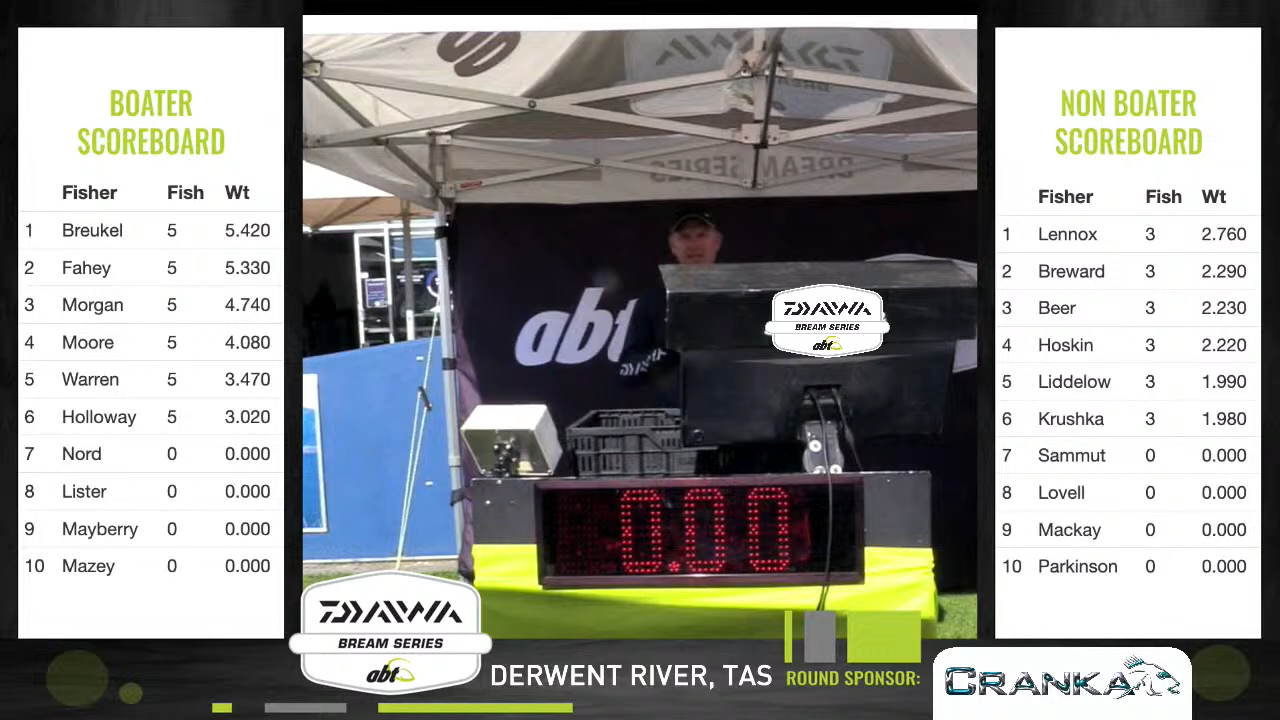 BOATER
SCOREBOARD
Fisher Fish Wt
1 Breukel 5 5.420
2 Fahey 5 5.330
3 Morgan 5 4.740
4 Moore 5 4.080
5 Warren 5 3.470
6 Holloway 5 3.020
7 Nord 0 0.000
8 Lister 0 0.000
9 Mayberry 0 0.000
10 Mazey 0 0.000
BREAM SERIES
abt
DAIWA
DAIWA
BREAM SERIES
abt
0.00
NON BOATER
SCOREBOARD
Fisher Fish Wt
1 Lennox 3 2.760
2 Breward 3 2.290
3 Beer 3 2.230
4 Hoskin 3 2.220
5 Liddelow 3 1.990
6 Krushka 3 1.980
7 Sammut 0 0.000
8 Lovell 0 0.000
9 Mackay 0 0.000
10 Parkinson 0 0.000
DAIWA
BREAM SERIES
abt
DERWENT RIVER, TAS
ROUND SPONSOR:
CRANKA